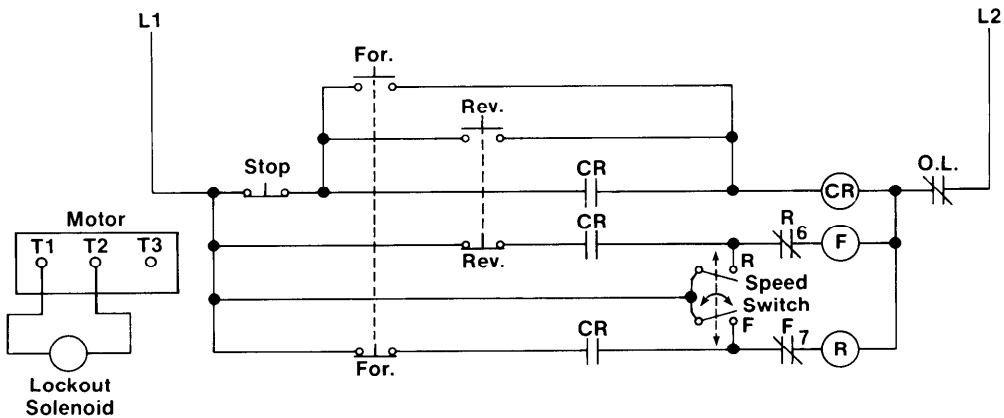 L1
L2
For.
Rev.
Stop
CR
CR
O.L.
Motor
T1 T2 T3
CR
R
6
F
Rev.
R
Speed
Switch
F
CR
F
7
R
For.
Lockout
Solenoid